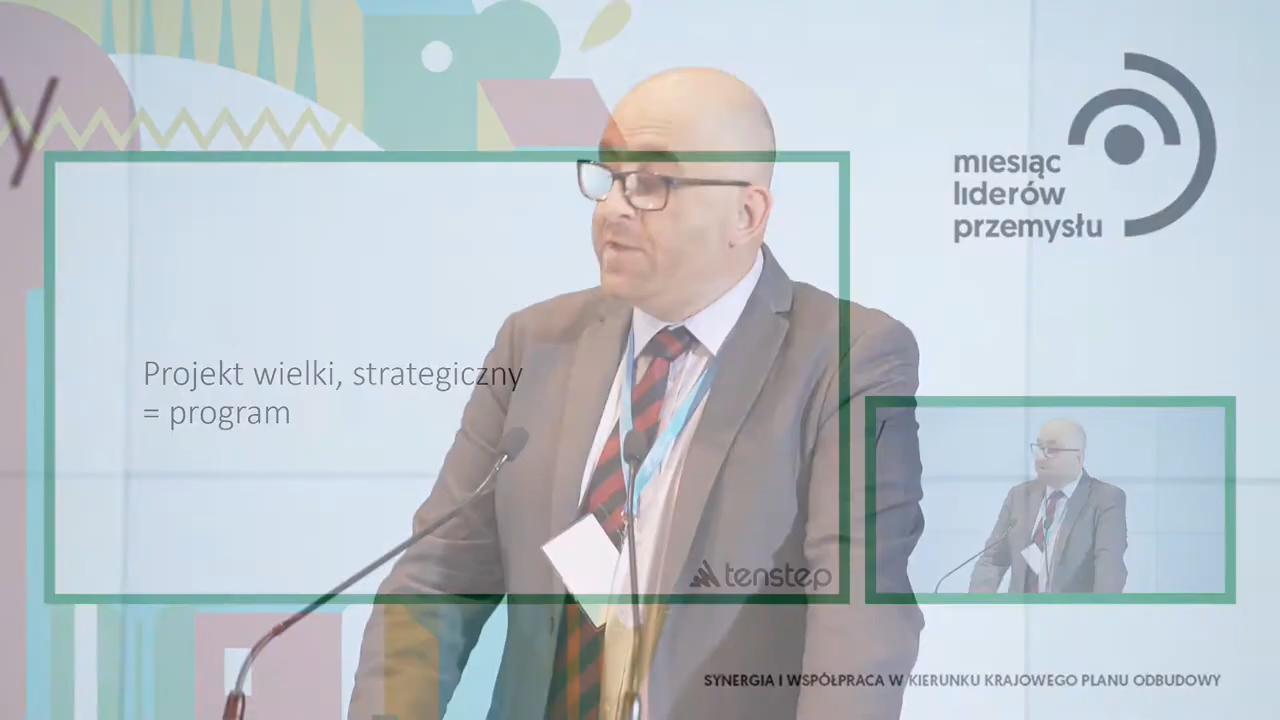 y
miesiąc
liderów
przemysłu
Projekt wielki, strategiczny
= program
tenstep
SYNERGIA I WSPÓŁPRACA W KIERUNKU KRAJOWEGO PLANU ODBUDOWY